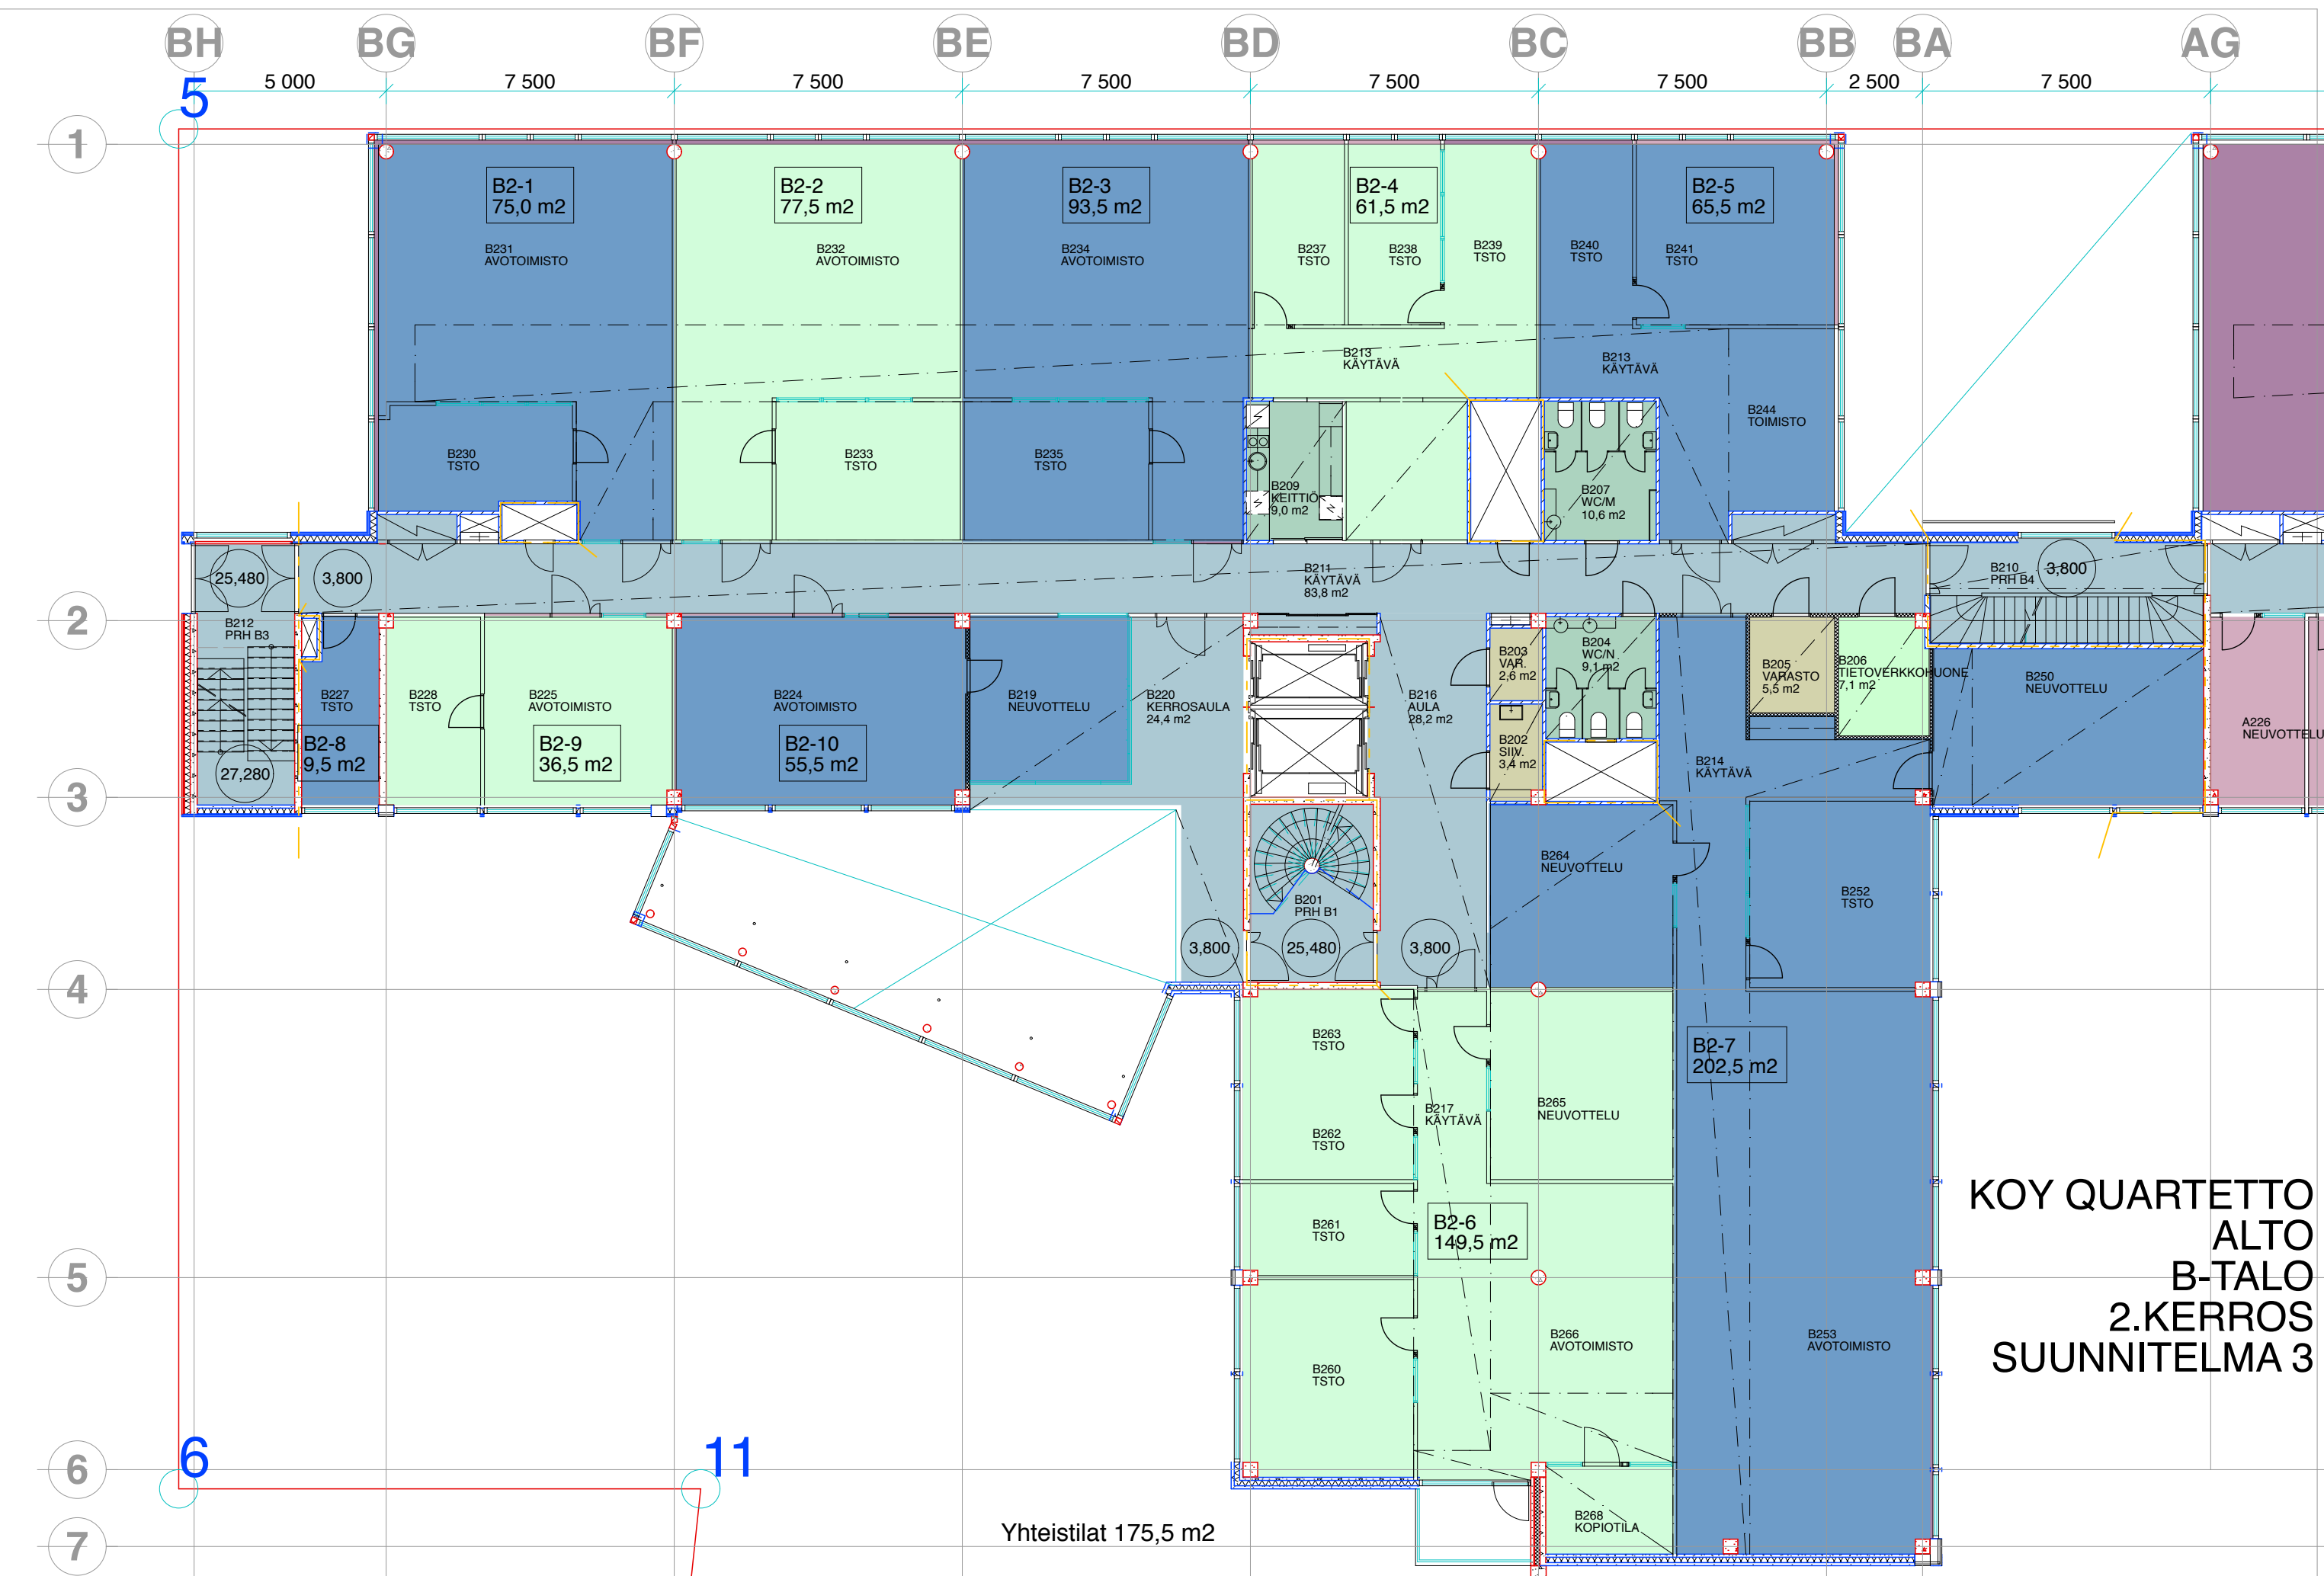 BH BG BF BE BD BC BB BA AG
5 000 7 500 7 500 7 500 7 500 7 500 2 500 7 500
5
1
B2-1
75,0 m2
B2-2
77,5 m2
B2-3
93,5 m2
B2-4
61,5 m2
B2-5
65,5 m2
B231
AVOTOIMISTO
B232
AVOTOIMISTO
B234
AVOTOIMISTO
B237
TSTO
B238
TSTO
B239
TSTO
B240
TSTO
B241
TSTO
B213
KÄYTÄVÄ
B213
KÄYTÄVÄ
B244
TOIMISTO
B230
TSTO
B233
TSTO
B235
TSTO
B209
KEITTIÖ
9,0 m2
B207
WC/M
10,6 m2
25,480
3,800
B211
KÄYTÄVÄ
83,8 m2
B210
PRH B4
3,800
2
B212
PRH B3
B227
TSTO
B228
TSTO
B225
AVOTOIMISTO
B224
AVOTOIMISTO
B219
NEUVOTTELU
B220
KERROSAULA
24,4 m2
B216
AULA
28,2 m2
B203
VAR.
2,6 m2
B204
WC/N
9,1 m2
B205
VARASTO
5,5 m2
B206
TIETOVERKKOHUONE
7,1 m2
B250
NEUVOTTELU
A226
NEUVOTTELU
B2-8
9,5 m2
B2-9
36,5 m2
B2-10
55,5 m2
B202
SIIV.
3,4 m2
B214
KÄYTÄVÄ
27,280
3
B264
NEUVOTTELU
B252
TSTO
B201
PRH B1
3,800
25,480
3,800
4
B263
TSTO
B2-7
202,5 m2
B217
KÄYTÄVÄ
B265
NEUVOTTELU
B262
TSTO
B261
TSTO
B2-6
149,5 m2
KOY QUARTETTO
ALTO
B-TALO
2.KERROS
SUUNNITELMA 3
5
B260
TSTO
B266
AVOTOIMISTO
B253
AVOTOIMISTO
6
6
11
B268
KOPIOTILA
Yhteistilat 175,5 m2
7